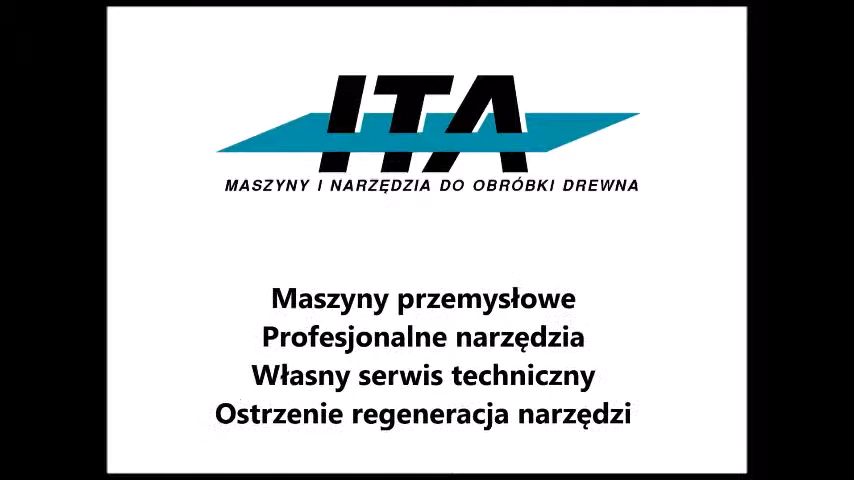 ITA
MASZYNY I NARZĘDZIA DO OBRÓBKI DREWNA
Maszyny przemysłowe
Profesjonalne narzędzia
Własny serwis techniczny
Ostrzenie regeneracja narzędzi